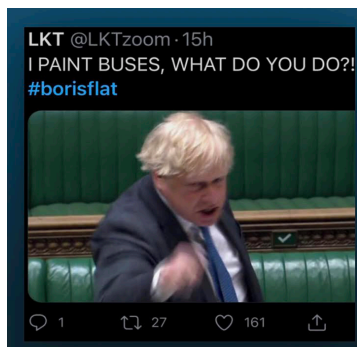 LKT @LKTzoom · 15h
I PAINT BUSES, WHAT DO YOU DO?!
#borisflat
1 27 161